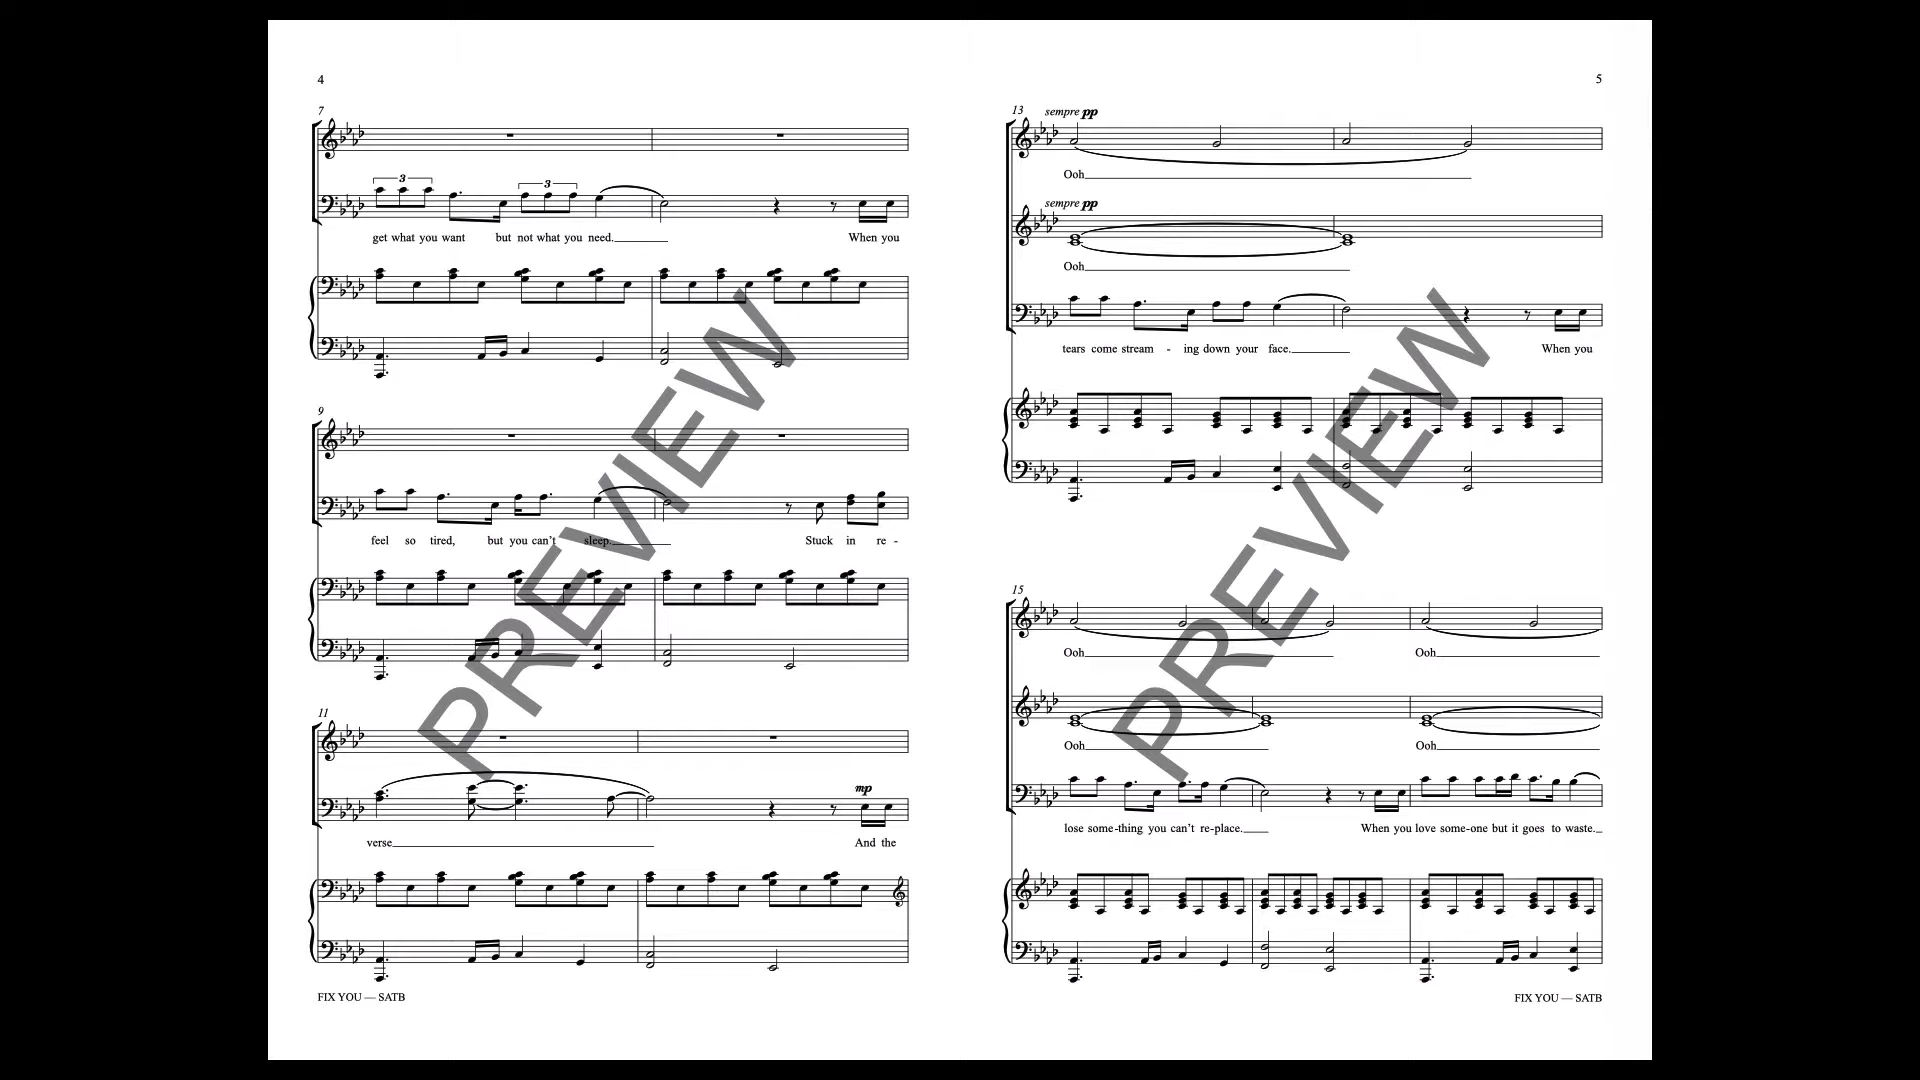 4
7
3
3
get what you want but not what you need.
When you
9
feel so tired, but you can't sleep.
Stuck in re -
11
mp
verse
And the
FIX YOU — SATB
PREVIEW
5
13
sempre pp
Ooh
sempre pp
Ooh
tears come stream - ing down your face.
When you
15
Ooh
Ooh
Ooh
Ooh
lose some-thing you can't re-place.
When you love some-one but it goes to waste.
FIX YOU — SATB
PREVIEW